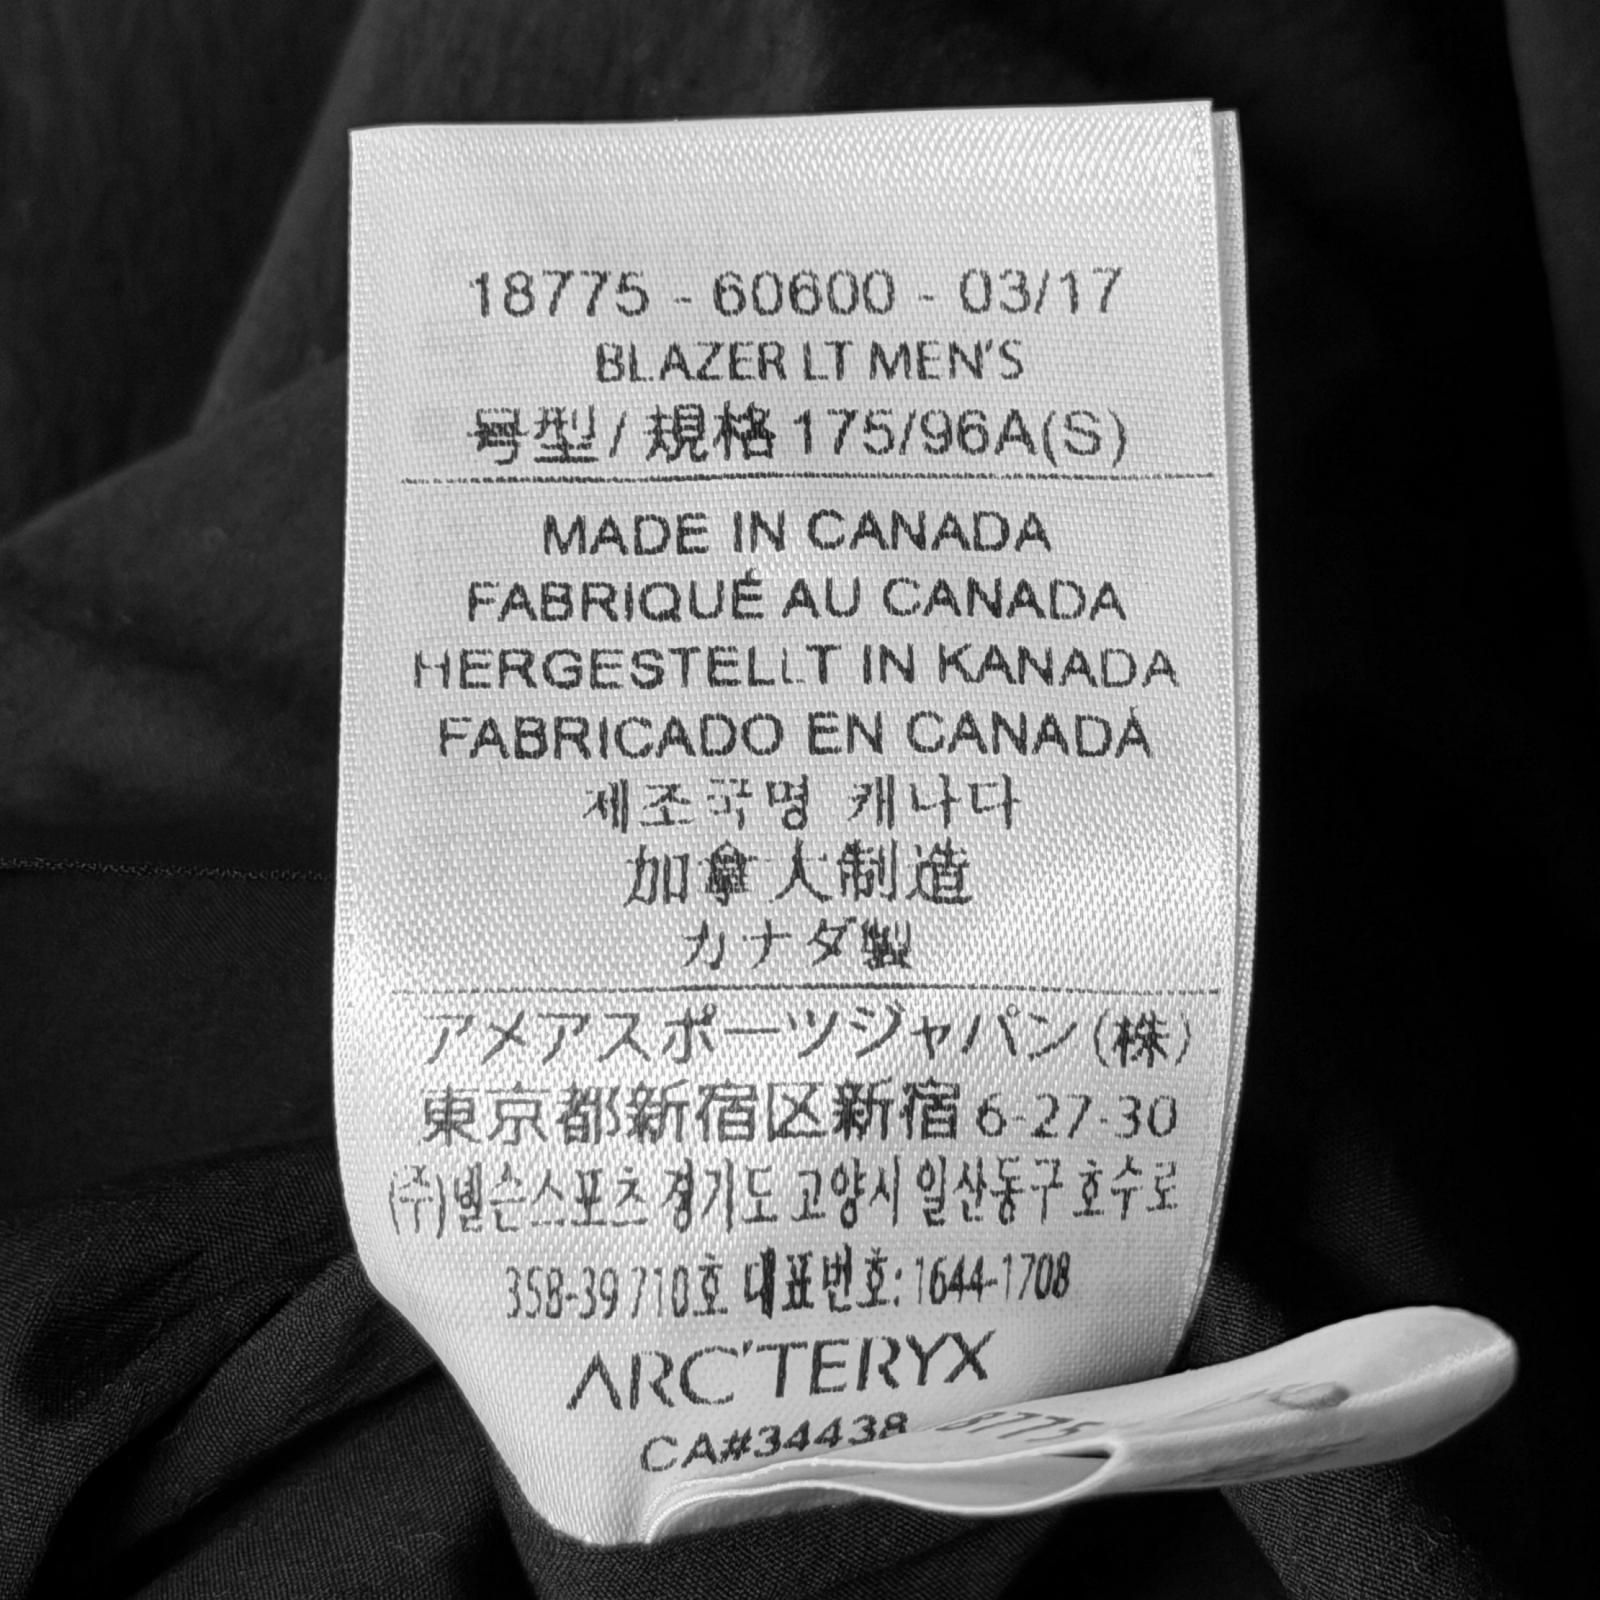 18775 - 60600 - 03/17
BLAZER LT MEN'S
号型 / 規格 175/96A(S)
MADE IN CANADA
FABRIQUÉ AU CANADA
HERGESTELLT IN KANADA
FABRICADO EN CANADÁ
제조국명 캐나다
加拿大制造
カナダ製
アメアスポーツジャパン(株)
東京都新宿区新宿 6-27-30
(주)넬슨스포츠 경기도 고양시 일산동구 호수로
358-39 710호 대표번호: 1644-1708
ARC'TERYX
CA#34438
8775